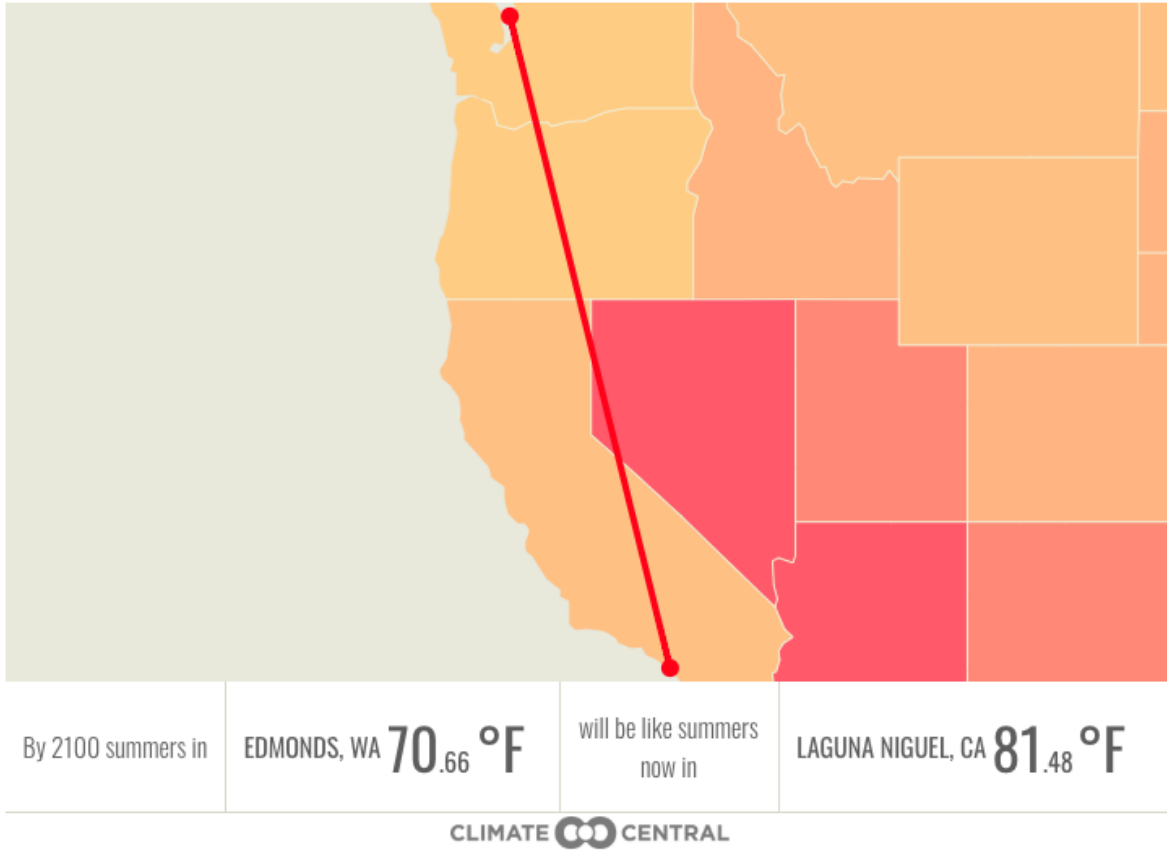 By 2100 summers in
EDMONDS, WA 70.66 °F
will be like summers
now in
LAGUNA NIGUEL, CA 81.48 °F
CLIMATE CENTRAL